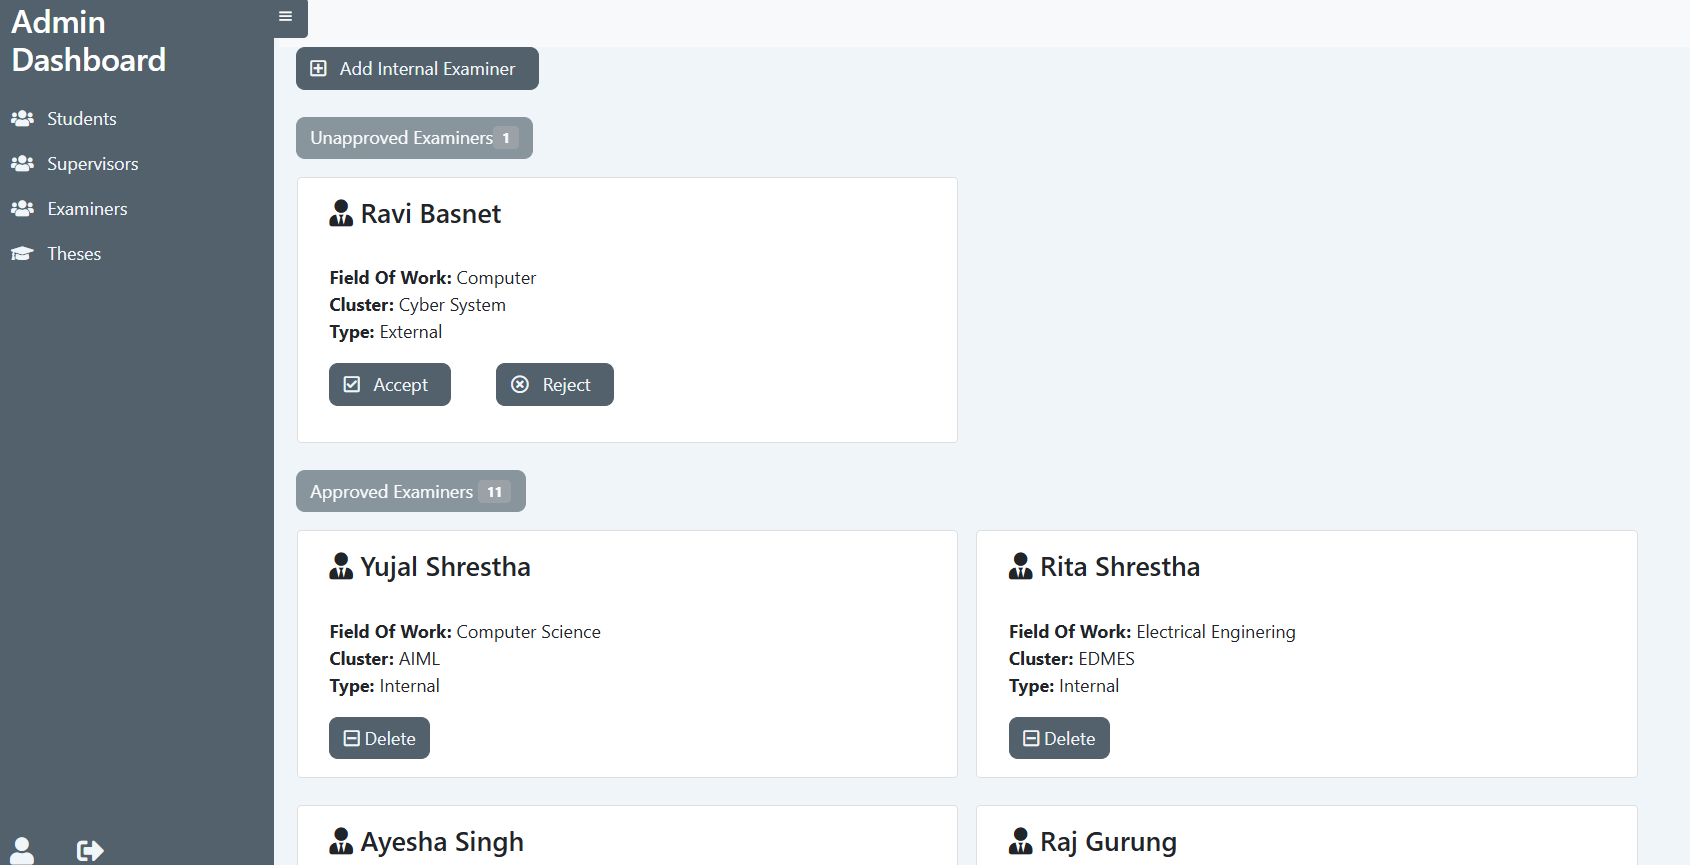 Admin
Dashboard
Students
Supervisors
Examiners
Theses
Add Internal Examiner
Unapproved Examiners 1
Ravi Basnet
Field Of Work: Computer
Cluster: Cyber System
Type: External
Accept
Reject
Approved Examiners 11
Yujal Shrestha
Field Of Work: Computer Science
Cluster: AIML
Type: Internal
Delete
Rita Shrestha
Field Of Work: Electrical Enginering
Cluster: EDMES
Type: Internal
Delete
Ayesha Singh
Raj Gurung